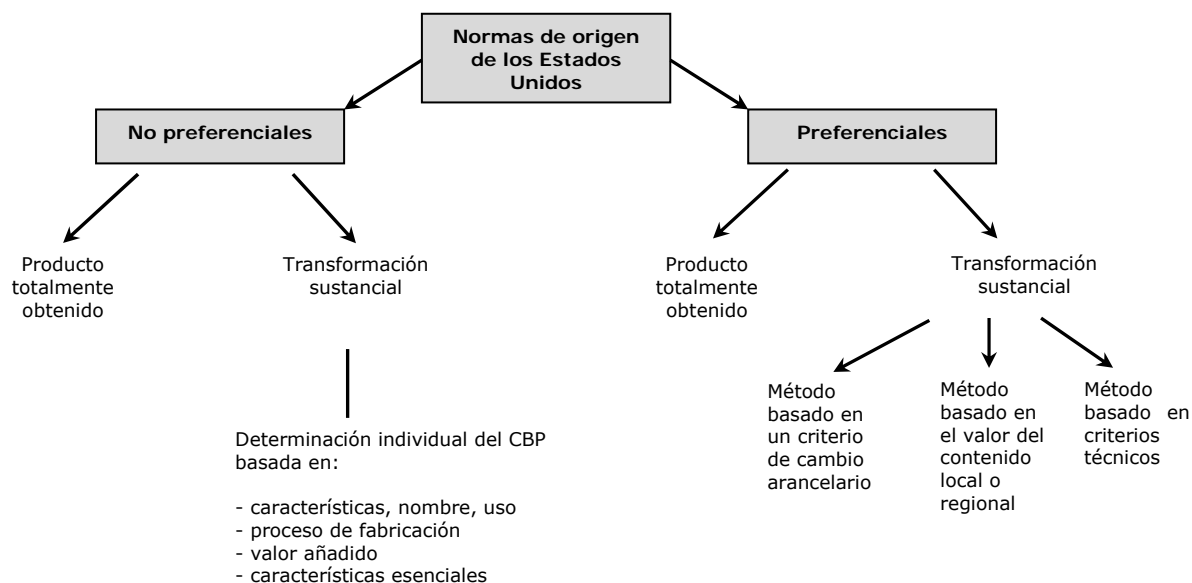 Normas de origen
de los Estados
Unidos
No preferenciales
Preferenciales
Producto
totalmente
obtenido
Transformación
sustancial
Producto
totalmente
obtenido
Transformación
sustancial
Determinación individual del CBP
basada en:
- características, nombre, uso
- proceso de fabricación
- valor añadido
- características esenciales
Método
basado en
un criterio
de cambio
arancelario
Método
basado en
el valor del
contenido
local o
regional
Método
basado en
criterios
técnicos